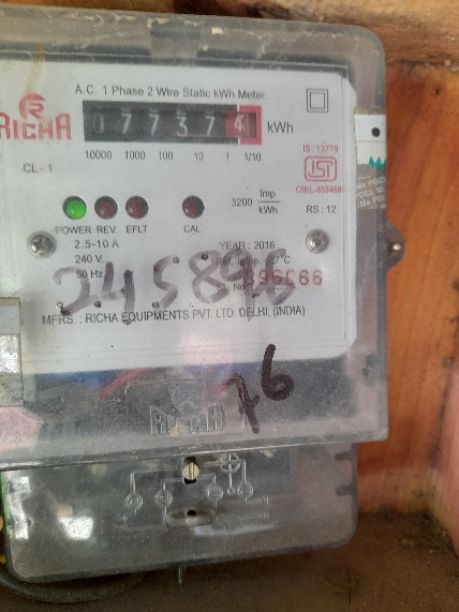 A.C. 1 Phase 2 Wire Static kWh Meter.
RICHA
077374 kWh
10000 1000 100 10 1 1/10
CL-1
IS: 13779
ISI
3200 Imp/kWh
RS: 12
POWER REV. EFLT CAL
2.5-10 A
240 V.
50 Hz
YEAR: 2016
245896
MFRS. : RICHA EQUIPMENTS PVT. LTD. DELHI. (INDIA)
76
RICHA